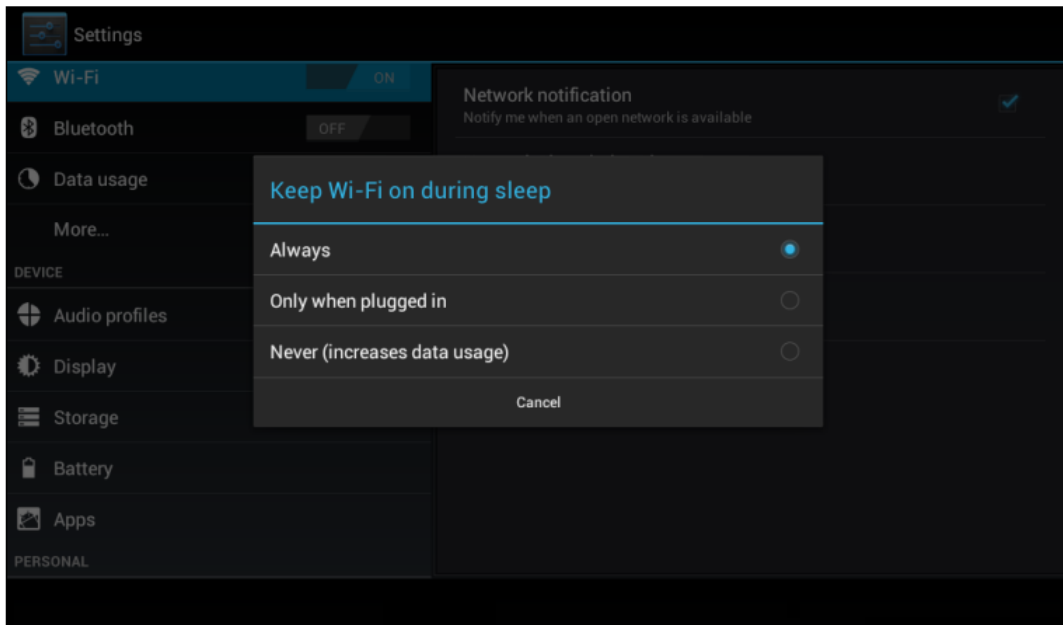 Settings
Wi-Fi ON
Bluetooth OFF
Data usage
More...
DEVICE
Audio profiles
Display
Storage
Battery
Apps
PERSONAL
Network notification
Notify me when an open network is available
Keep Wi-Fi on during sleep
Always
Only when plugged in
Never (increases data usage)
Cancel